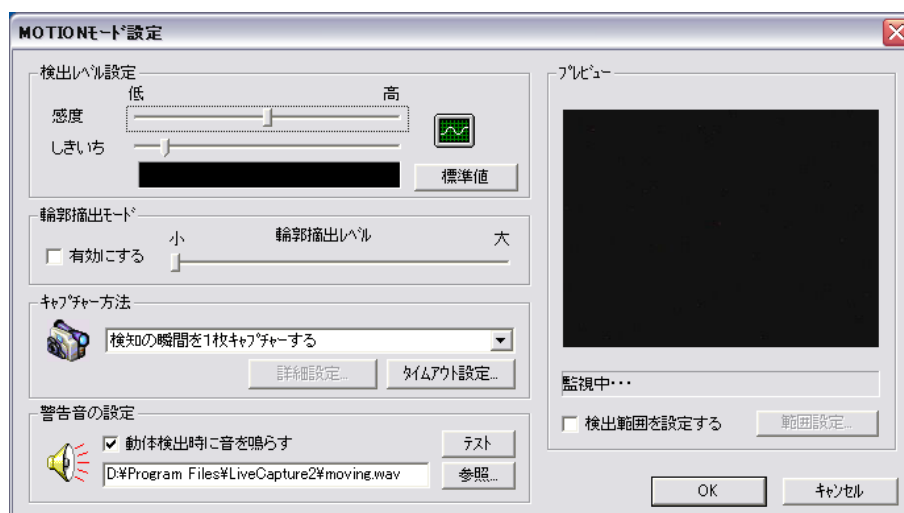 MOTIONﾓｰﾄﾞ設定
検出ﾚﾍﾞﾙ設定
低 高
感度
しきいち
標準値
輪郭摘出ﾓｰﾄﾞ
小 輪郭摘出ﾚﾍﾞﾙ 大
有効にする
ｷｬﾌﾟﾁｬｰ方法
検知の瞬間を1枚ｷｬﾌﾟﾁｬｰする
詳細設定...
ﾀｲﾑｱｳﾄ設定...
警告音の設定
動体検出時に音を鳴らす
ﾃｽﾄ
D:¥Program Files¥LiveCapture2¥moving.wav
参照...
ﾌﾟﾚﾋﾞｭｰ
監視中・・・
検出範囲を設定する
範囲設定...
OK
ｷｬﾝｾﾙ